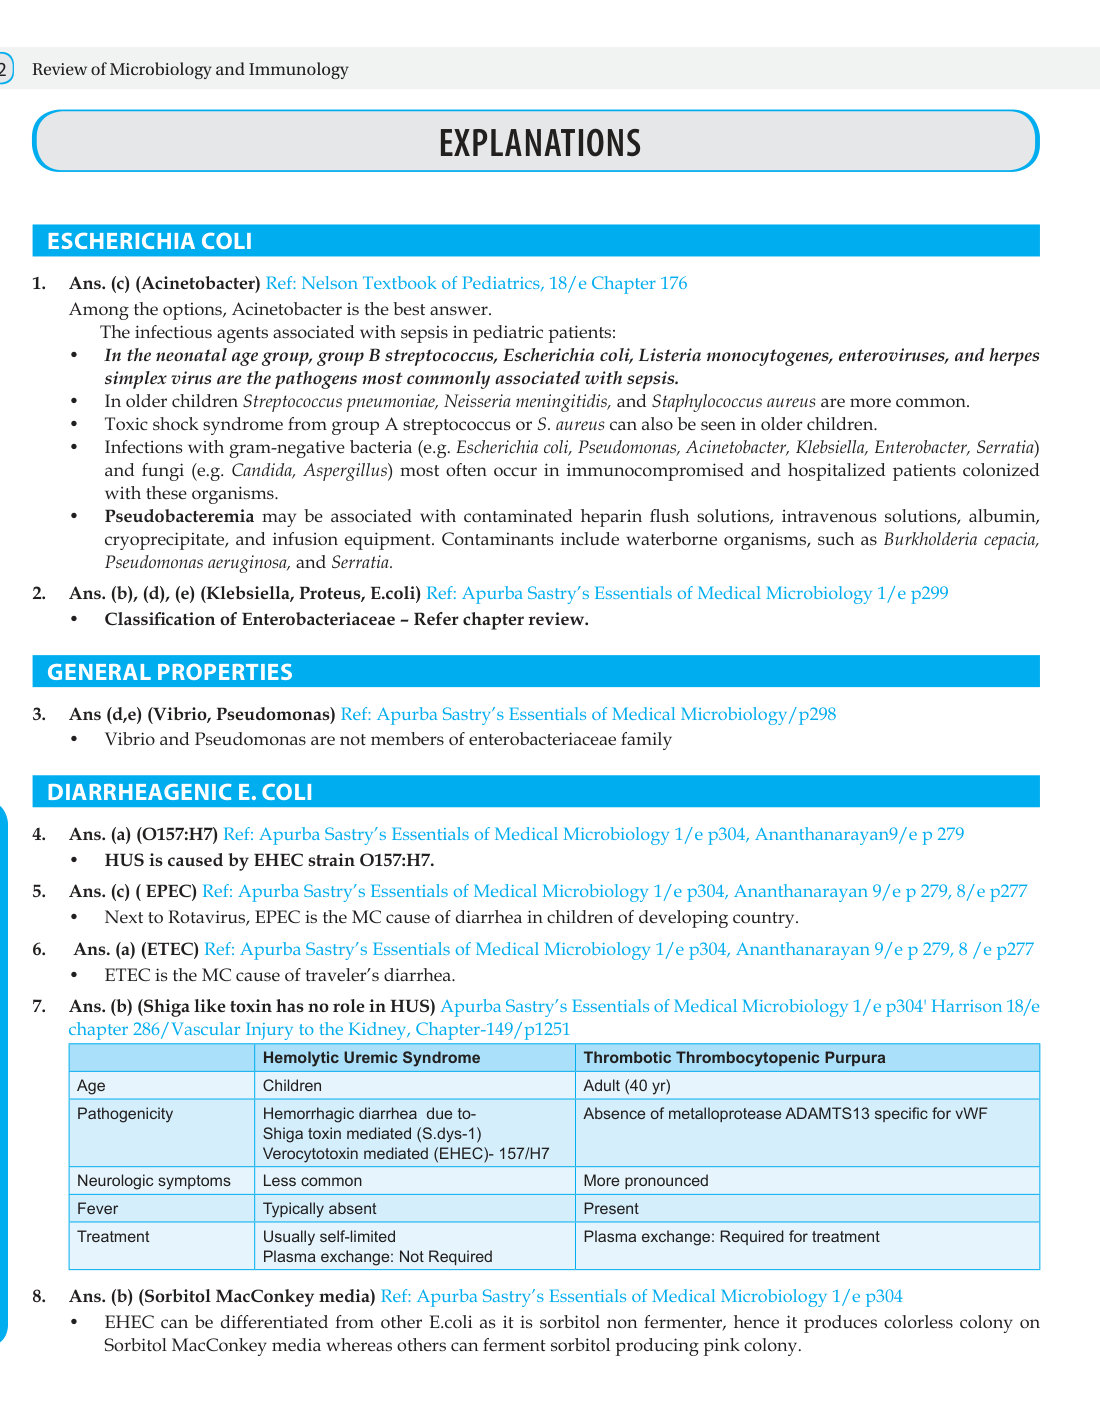 2 Review of Microbiology and Immunology
EXPLANATIONS
ESCHERICHIA COLI
1. Ans. (c) (Acinetobacter) Ref: Nelson Textbook of Pediatrics, 18/e Chapter 176
Among the options, Acinetobacter is the best answer.
The infectious agents associated with sepsis in pediatric patients:
• In the neonatal age group, group B streptococcus, Escherichia coli, Listeria monocytogenes, enteroviruses, and herpes
simplex virus are the pathogens most commonly associated with sepsis.
• In older children Streptococcus pneumoniae, Neisseria meningitidis, and Staphylococcus aureus are more common.
• Toxic shock syndrome from group A streptococcus or S. aureus can also be seen in older children.
• Infections with gram-negative bacteria (e.g. Escherichia coli, Pseudomonas, Acinetobacter, Klebsiella, Enterobacter, Serratia)
and fungi (e.g. Candida, Aspergillus) most often occur in immunocompromised and hospitalized patients colonized
with these organisms.
• Pseudobacteremia may be associated with contaminated heparin flush solutions, intravenous solutions, albumin,
cryoprecipitate, and infusion equipment. Contaminants include waterborne organisms, such as Burkholderia cepacia,
Pseudomonas aeruginosa, and Serratia.
2. Ans. (b), (d), (e) (Klebsiella, Proteus, E.coli) Ref: Apurba Sastry's Essentials of Medical Microbiology 1/e p299
• Classification of Enterobacteriaceae – Refer chapter review.
GENERAL PROPERTIES
3. Ans (d,e) (Vibrio, Pseudomonas) Ref: Apurba Sastry's Essentials of Medical Microbiology/p298
• Vibrio and Pseudomonas are not members of enterobacteriaceae family
DIARRHEAGENIC E. COLI
4. Ans. (a) (O157:H7) Ref: Apurba Sastry's Essentials of Medical Microbiology 1/e p304, Ananthanarayan9/e p 279
• HUS is caused by EHEC strain O157:H7.
5. Ans. (c) ( EPEC) Ref: Apurba Sastry's Essentials of Medical Microbiology 1/e p304, Ananthanarayan 9/e p 279, 8/e p277
• Next to Rotavirus, EPEC is the MC cause of diarrhea in children of developing country.
6. Ans. (a) (ETEC) Ref: Apurba Sastry's Essentials of Medical Microbiology 1/e p304, Ananthanarayan 9/e p 279, 8 /e p277
• ETEC is the MC cause of traveler's diarrhea.
7. Ans. (b) (Shiga like toxin has no role in HUS) Apurba Sastry's Essentials of Medical Microbiology 1/e p304' Harrison 18/e
chapter 286/Vascular Injury to the Kidney, Chapter-149/p1251
Hemolytic Uremic Syndrome Thrombotic Thrombocytopenic Purpura
Age Children Adult (40 yr)
Pathogenicity Hemorrhagic diarrhea due to- Absence of metalloprotease ADAMTS13 specific for vWF
Shiga toxin mediated (S.dys-1)
Verocytotoxin mediated (EHEC)- 157/H7
Neurologic symptoms Less common More pronounced
Fever Typically absent Present
Treatment Usually self-limited Plasma exchange: Required for treatment
Plasma exchange: Not Required
8. Ans. (b) (Sorbitol MacConkey media) Ref: Apurba Sastry's Essentials of Medical Microbiology 1/e p304
• EHEC can be differentiated from other E.coli as it is sorbitol non fermenter, hence it produces colorless colony on
Sorbitol MacConkey media whereas others can ferment sorbitol producing pink colony.